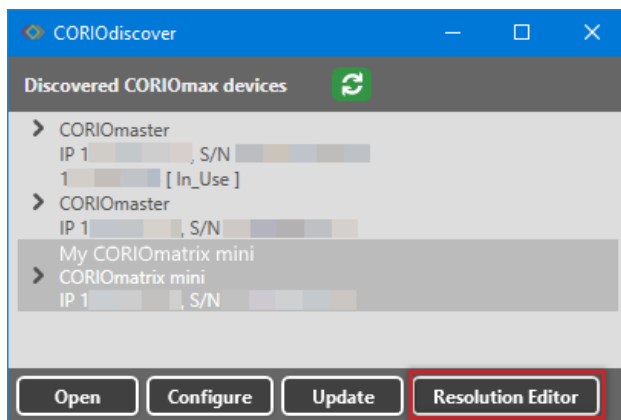 CORIOdiscover
Discovered CORIOmax devices
CORIOmaster
IP 1 , S/N
1 [ In_Use ]
CORIOmaster
IP 1 , S/N
My CORIOmatrix mini
CORIOmatrix mini
IP 1 , S/N
Open Configure Update Resolution Editor